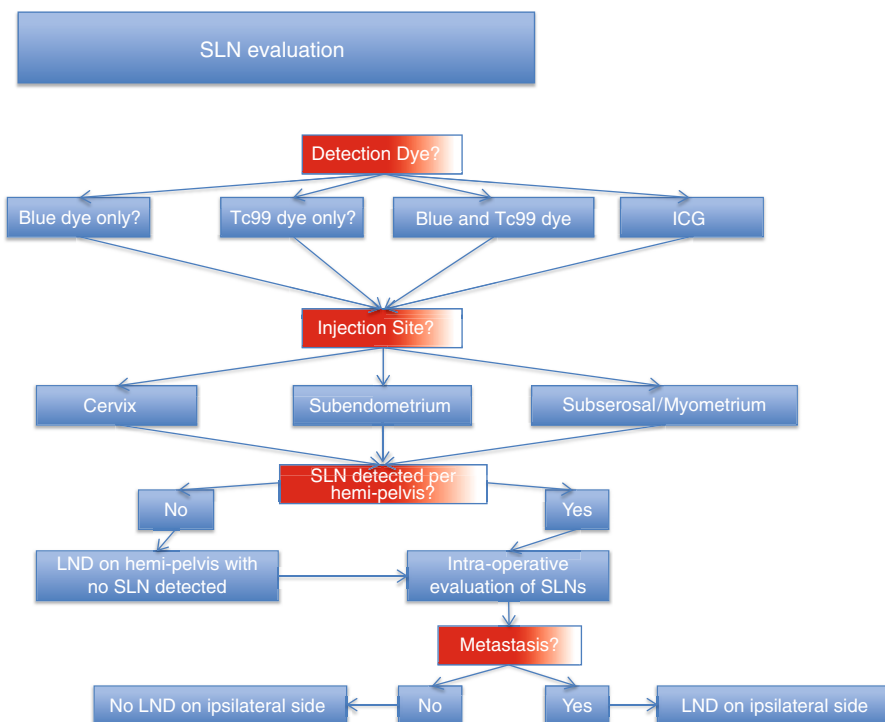 SLN evaluation
Detection Dye?
Blue dye only?
Tc99 dye only?
Blue and Tc99 dye
ICG
Injection Site?
Cervix
Subendometrium
Subserosal/Myometrium
SLN detected per
hemi-pelvis?
No
Yes
LND on hemi-pelvis with
no SLN detected
Intra-operative
evaluation of SLNs
Metastasis?
No LND on ipsilateral side
No
Yes
LND on ipsilateral side